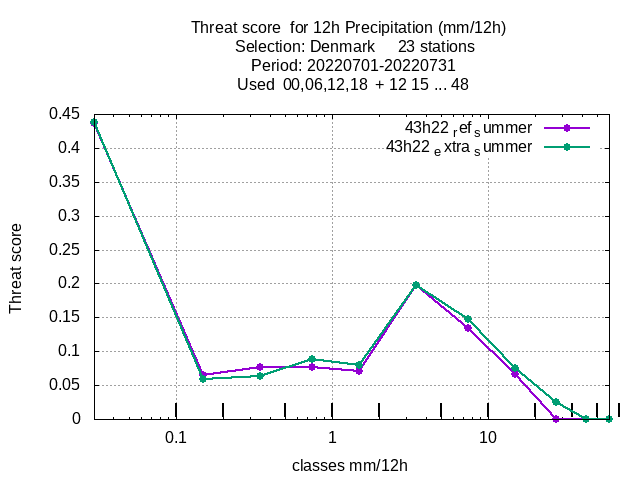 Threat score  for 12h Precipitation (mm/12h)
Selection: Denmark     23 stations
Period: 20220701-20220731
Used  00,06,12,18  + 12 15 ... 48
43h22 ref summer
43h22 extra summer
0.45
0.4
0.35
0.3
0.25
0.2
0.15
0.1
0.05
0
Threat score
0.1 1 10
classes mm/12h